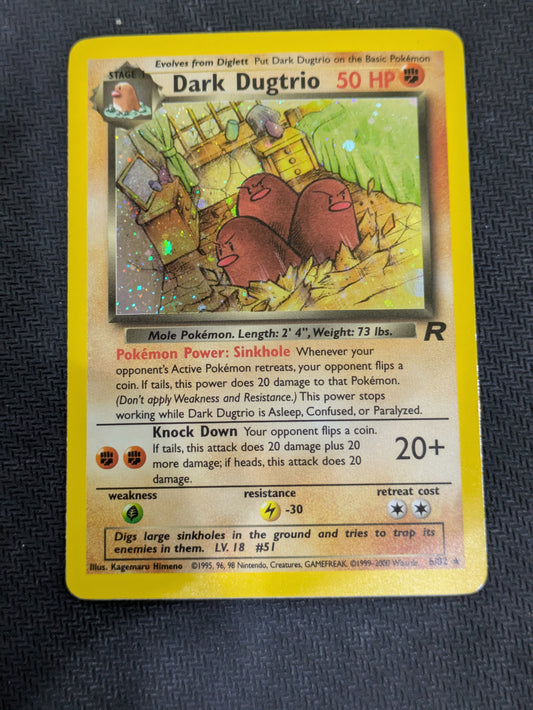 Evolves from Diglett Put Dark Dugtrio on the Basic Pokémon
STAGE 1
Dark Dugtrio 50 HP
Mole Pokémon. Length: 2' 4", Weight: 73 lbs.
R
Pokémon Power: Sinkhole Whenever your
opponent's Active Pokémon retreats, your opponent flips a
coin. If tails, this power does 20 damage to that Pokémon.
(Don't apply Weakness and Resistance.) This power stops
working while Dark Dugtrio is Asleep, Confused, or Paralyzed.
Knock Down Your opponent flips a coin.
If tails, this attack does 20 damage plus 20
more damage; if heads, this attack does 20
damage.
20+
weakness resistance retreat cost
-30
Digs large sinkholes in the ground and tries to trap its
enemies in them. LV. 18 #51
Illus. Kagemaru Himeno ©1995, 96, 98 Nintendo, Creatures, GAMEFREAK. ©1999-2000 Wizards. 6/82 ★